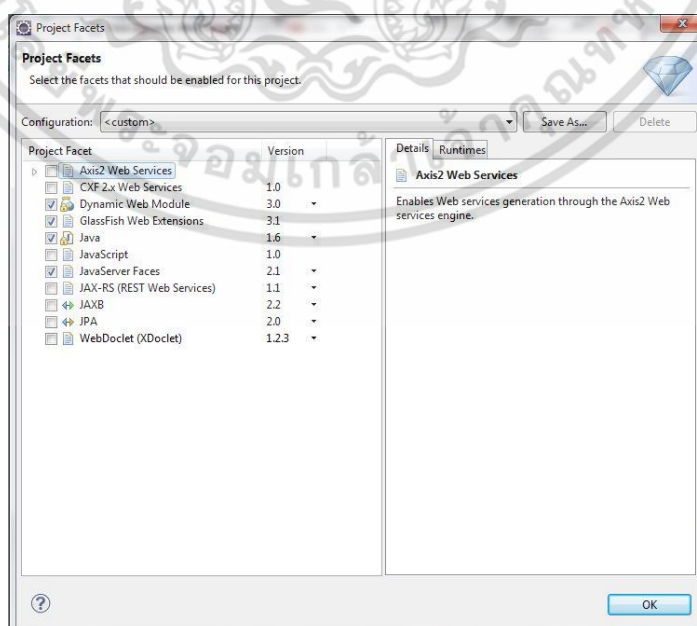 Project Facets
Project Facets
Select the facets that should be enabled for this project.
Configuration: <custom> Save As... Delete
Project Facet Version
Axis2 Web Services
CXF 2.x Web Services 1.0
Dynamic Web Module 3.0
GlassFish Web Extensions 3.1
Java 1.6
JavaScript 1.0
JavaServer Faces 2.1
JAX-RS (REST Web Services) 1.1
JAXB 2.2
JPA 2.0
WebDoclet (XDoclet) 1.2.3
Details Runtimes
Axis2 Web Services
Enables Web services generation through the Axis2 Web
services engine.
OK